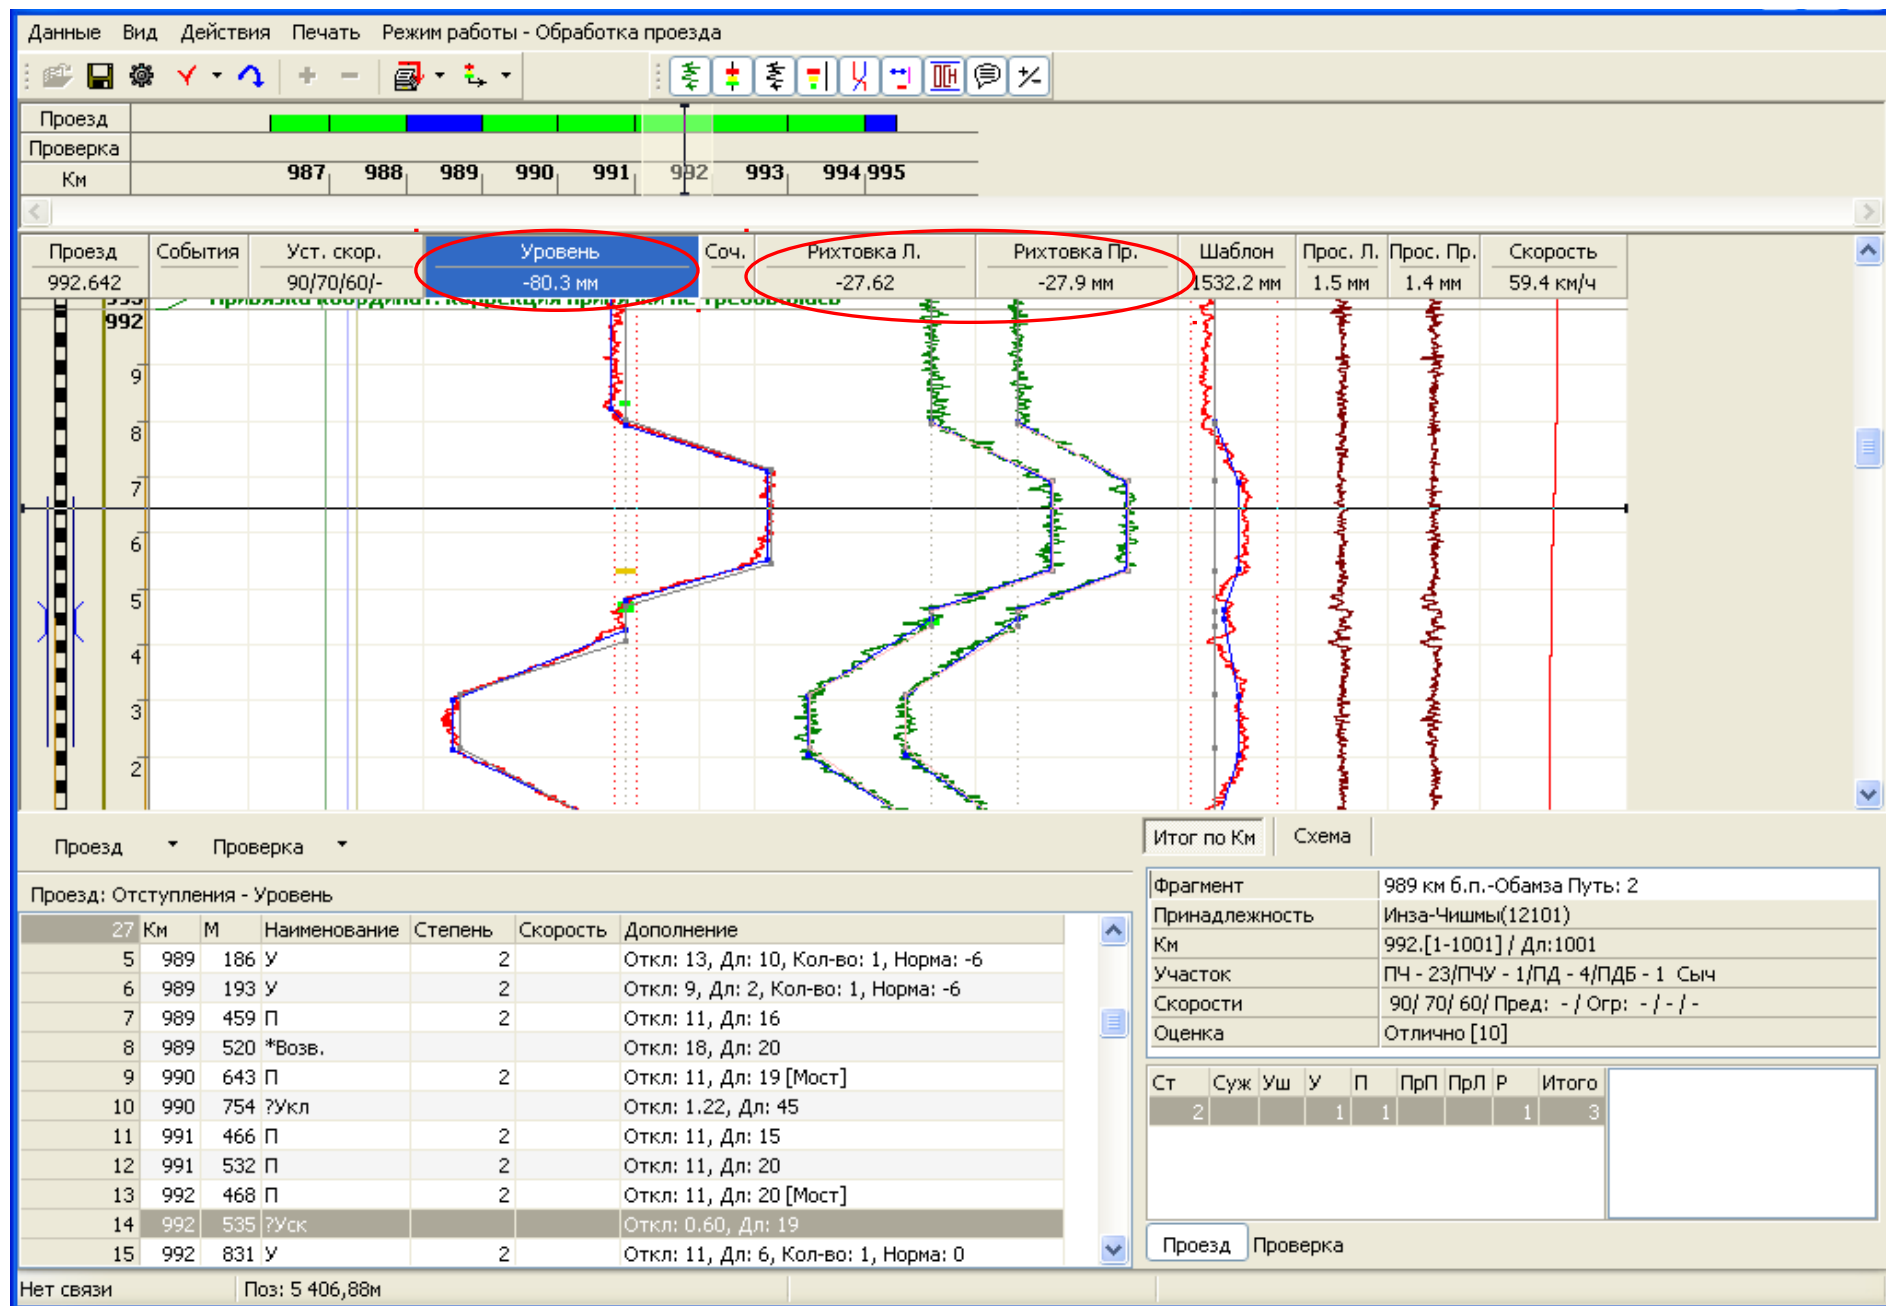 Данные Вид Действия Печать Режим работы - Обработка проезда
Проезд
Проверка
Км 987 988 989 990 991 992 993 994 995
Проезд События Уст. скор. Уровень Соч. Рихтовка Л. Рихтовка Пр. Шаблон Прос. Л. Прос. Пр. Скорость
992.642 90/70/60/- -80.3 мм -27.62 -27.9 мм 1532.2 мм 1.5 мм 1.4 мм 59.4 км/ч
992
9
8
7
6
5
4
3
2
Проезд Проверка
Проезд: Отступления - Уровень
27 Км М Наименование Степень Скорость Дополнение
5 989 186 У 2 Откл: 13, Дл: 10, Кол-во: 1, Норма: -6
6 989 193 У 2 Откл: 9, Дл: 2, Кол-во: 1, Норма: -6
7 989 459 П 2 Откл: 11, Дл: 16
8 989 520 *Возв. Откл: 18, Дл: 20
9 990 643 П 2 Откл: 11, Дл: 19 [Мост]
10 990 754 ?Укл Откл: 1.22, Дл: 45
11 991 466 П 2 Откл: 11, Дл: 15
12 991 532 П 2 Откл: 11, Дл: 20
13 992 468 П 2 Откл: 11, Дл: 20 [Мост]
14 992 535 ?Уск Откл: 0.60, Дл: 19
15 992 831 У 2 Откл: 11, Дл: 6, Кол-во: 1, Норма: 0
Итог по Км Схема
Фрагмент 989 км б.п.-Обамза Путь: 2
Принадлежность Инза-Чишмы(12101)
Км 992.[1-1001] / Дл:1001
Участок ПЧ - 23/ПЧУ - 1/ПД - 4/ПДБ - 1 Сыч
Скорости 90/ 70/ 60/ Пред: - / Огр: - / - / -
Оценка Отлично [10]
Ст Суж Уш У П ПрП ПрЛ Р Итого
2 1 1 1 3
Проезд Проверка
Нет связи Поз: 5 406,88м